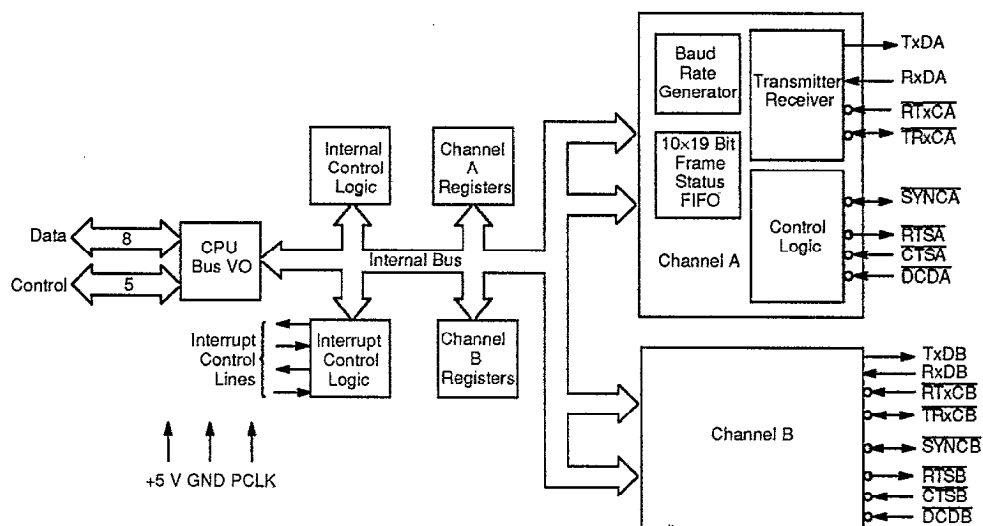 Baud
Rate
Generator
Transmitter
Receiver
TxDA
RxDA
RTxCA
TRxCA
10×19 Bit
Frame
Status
FIFO
Control
Logic
Channel A
SYNCA
RTSA
CTSA
DCDA
Internal
Control
Logic
Channel
A
Registers
Data
8
CPU
Bus VO
Internal Bus
Control
5
Interrupt
Control
Lines
Interrupt
Control
Logic
Channel
B
Registers
+5 V GND PCLK
Channel B
TxDB
RxDB
RTxCB
TRxCB
SYNCB
RTSB
CTSB
DCDB